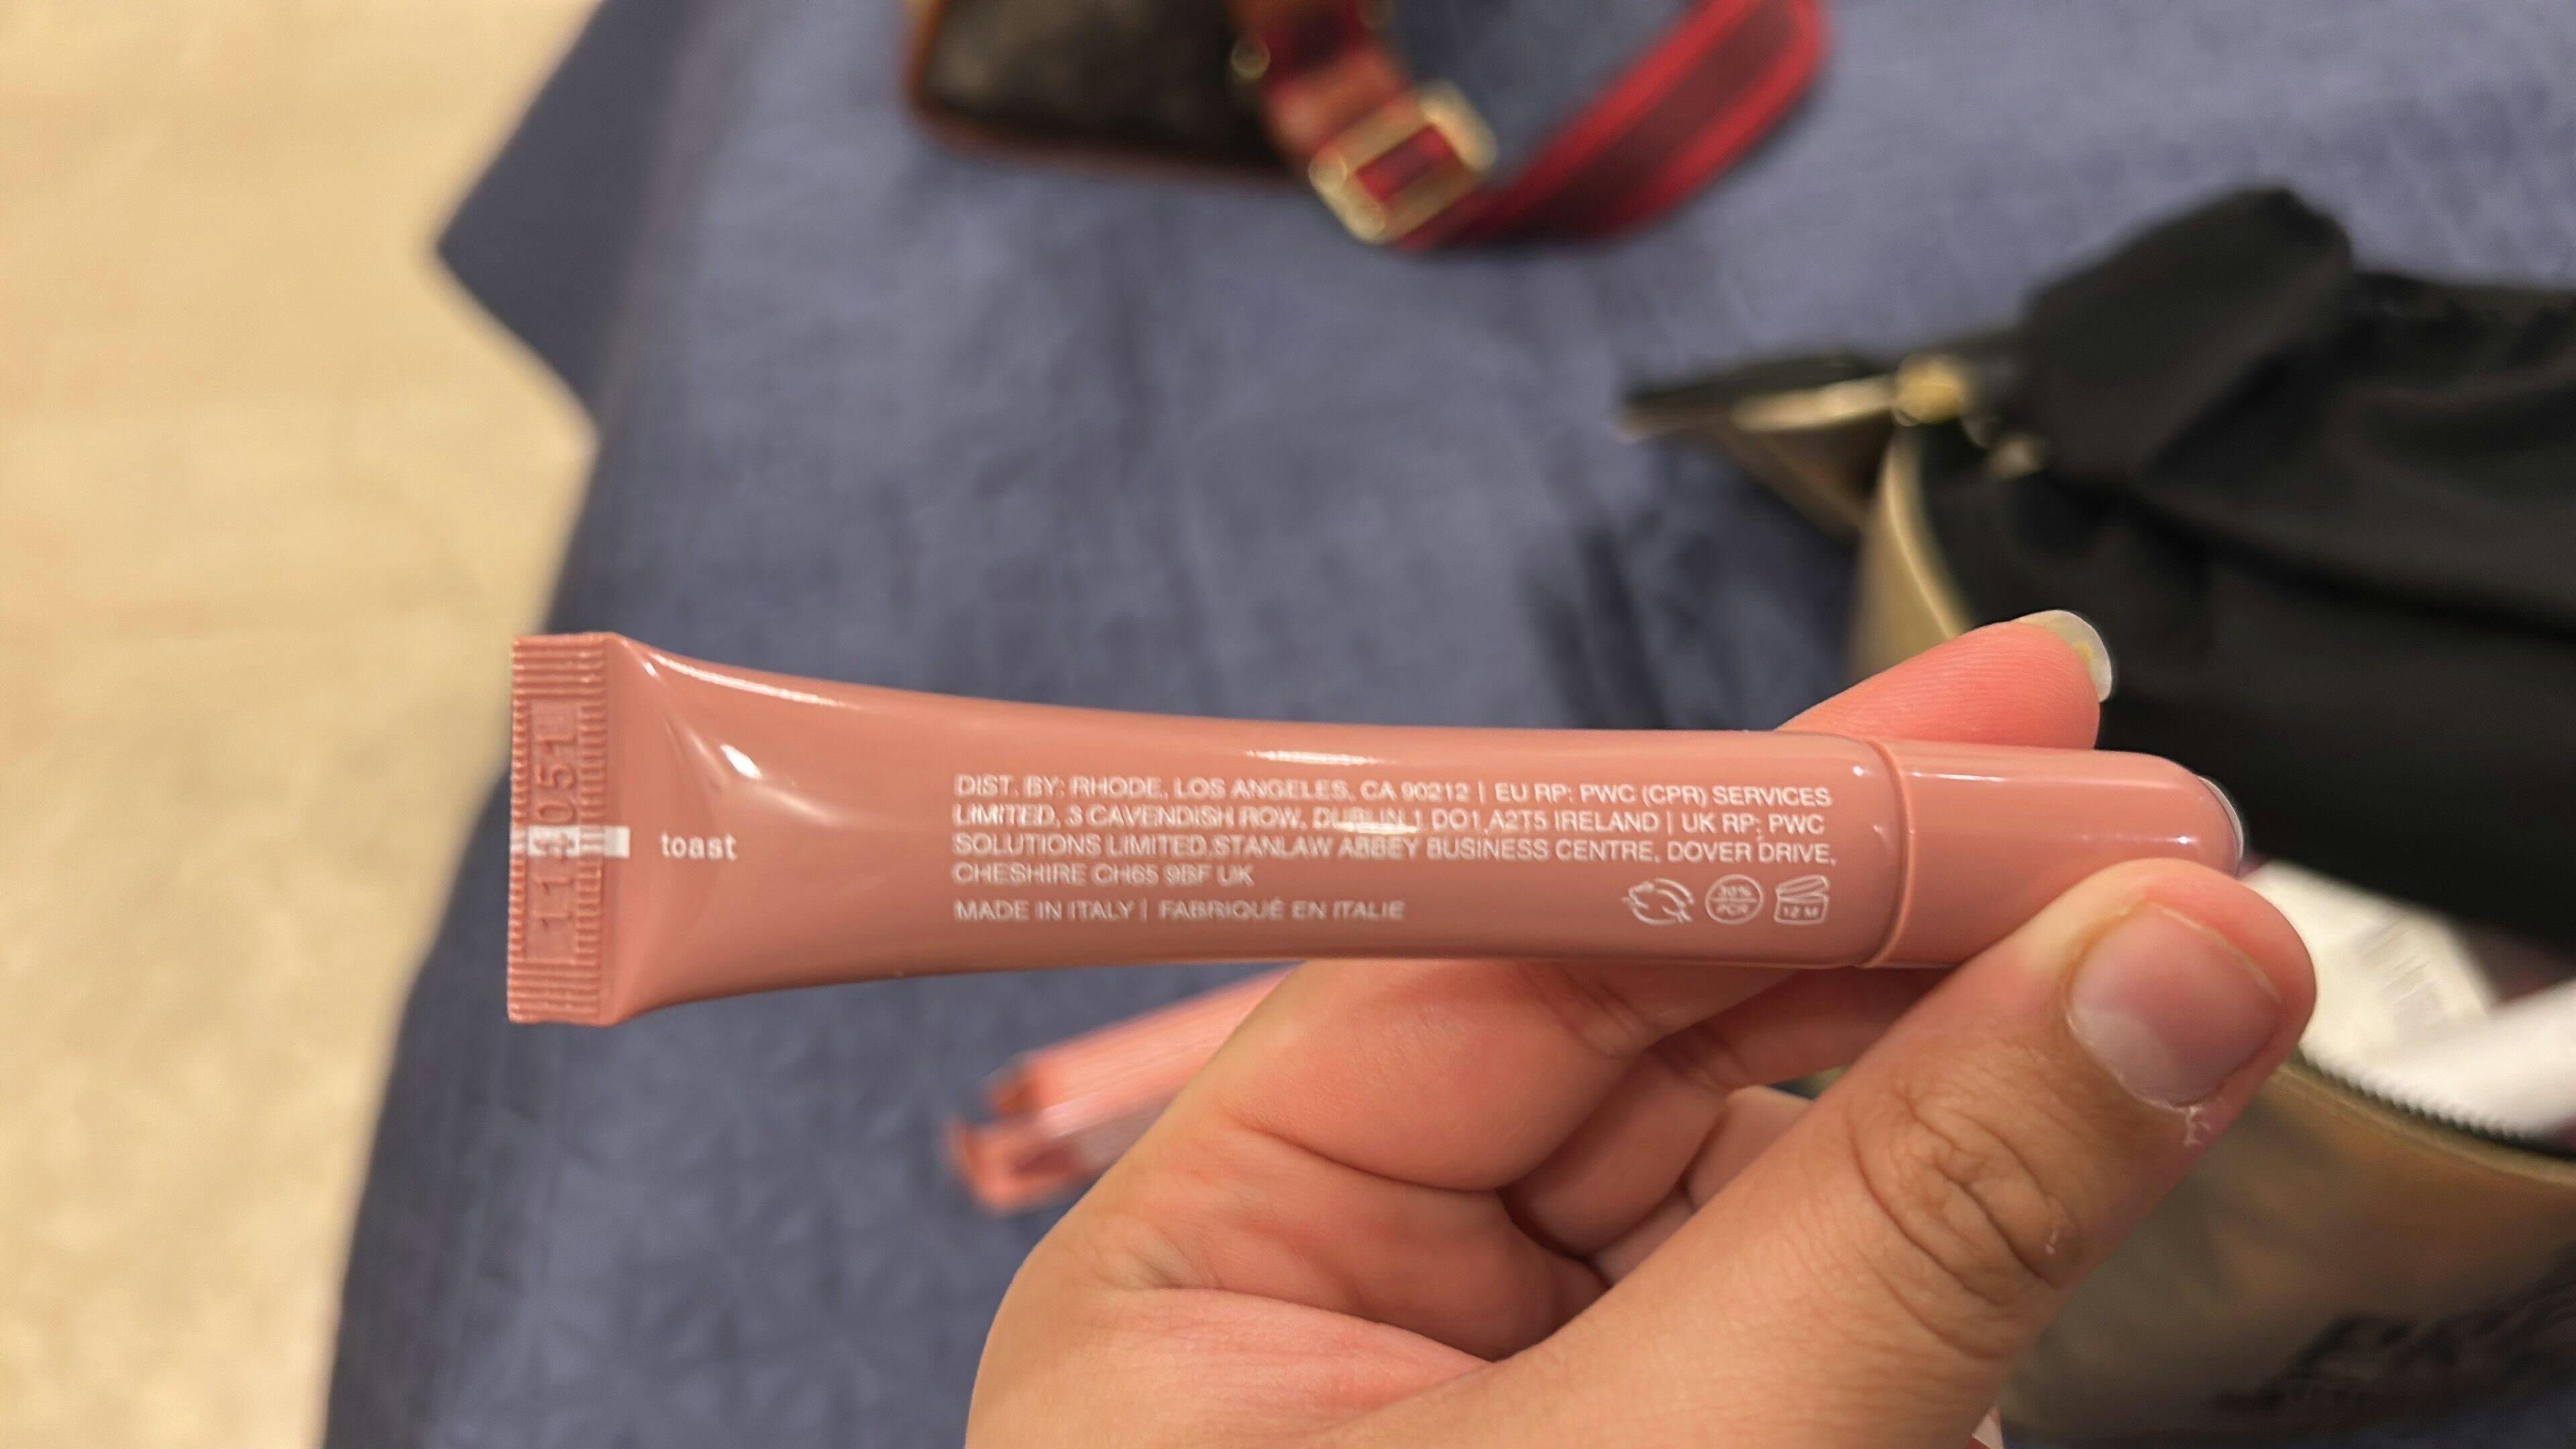 toast
DIST. BY: RHODE, LOS ANGELES, CA 90212 | EU RP: PWC (CPR) SERVICES
LIMITED, 3 CAVENDISH ROW, DUBLIN 1 DO1 A2T5 IRELAND | UK RP: PWC
SOLUTIONS LIMITED.STANLAW ABBEY BUSINESS CENTRE, DOVER DRIVE,
CHESHIRE CH65 9BF UK
MADE IN ITALY | FABRIQUÉ EN ITALIE
30%
PCR
12 M